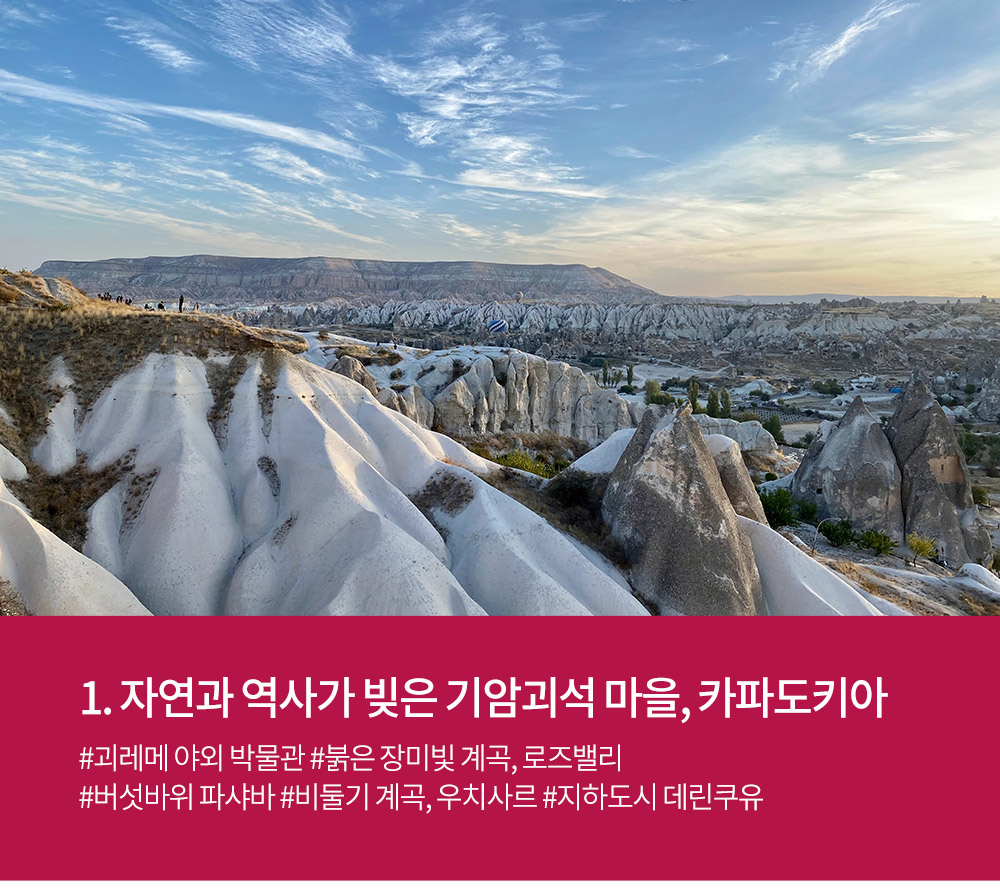 1. 자연과 역사가 빚은 기암괴석 마을, 카파도키아
#괴레메 야외 박물관 #붉은 장미빛 계곡, 로즈밸리
#버섯바위 파샤바 #비둘기 계곡, 우치사르 #지하도시 데린쿠유